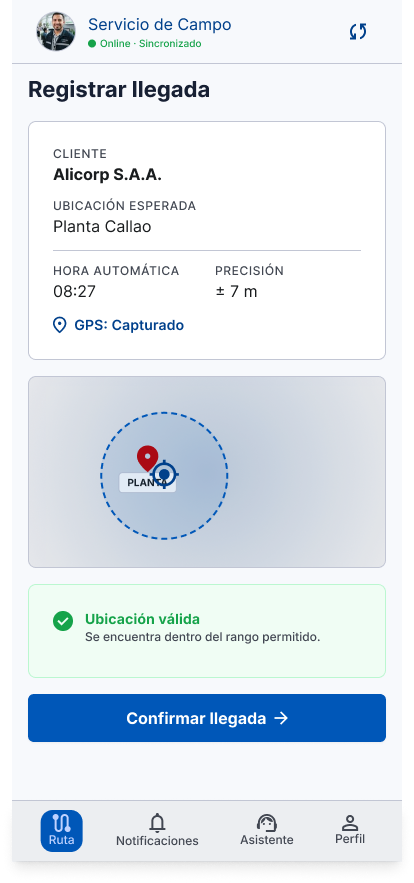 Servicio de Campo
Online · Sincronizado
Registrar llegada
CLIENTE
Alicorp S.A.A.
UBICACIÓN ESPERADA
Planta Callao
HORA AUTOMÁTICA
PRECISIÓN
08:27
± 7 m
GPS: Capturado
PLANTA
Ubicación válida
Se encuentra dentro del rango permitido.
Confirmar llegada →
Ruta
Notificaciones
Asistente
Perfil